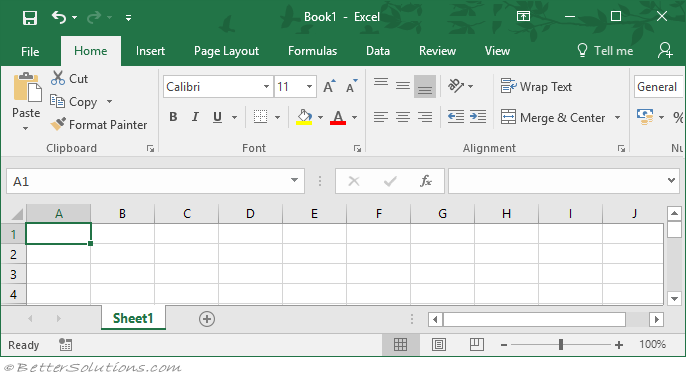 Book1 - Excel
File Home Insert Page Layout Formulas Data Review View Tell me
Cut
Calibri 11 A A Wrap Text General
Copy
Paste B I U A Merge & Center %
Format Painter
Clipboard Font Alignment Nu
A1 fx
A B C D E F G H I J
1
2
3
4
Sheet1
Ready 100%
©BetterSolutions.com